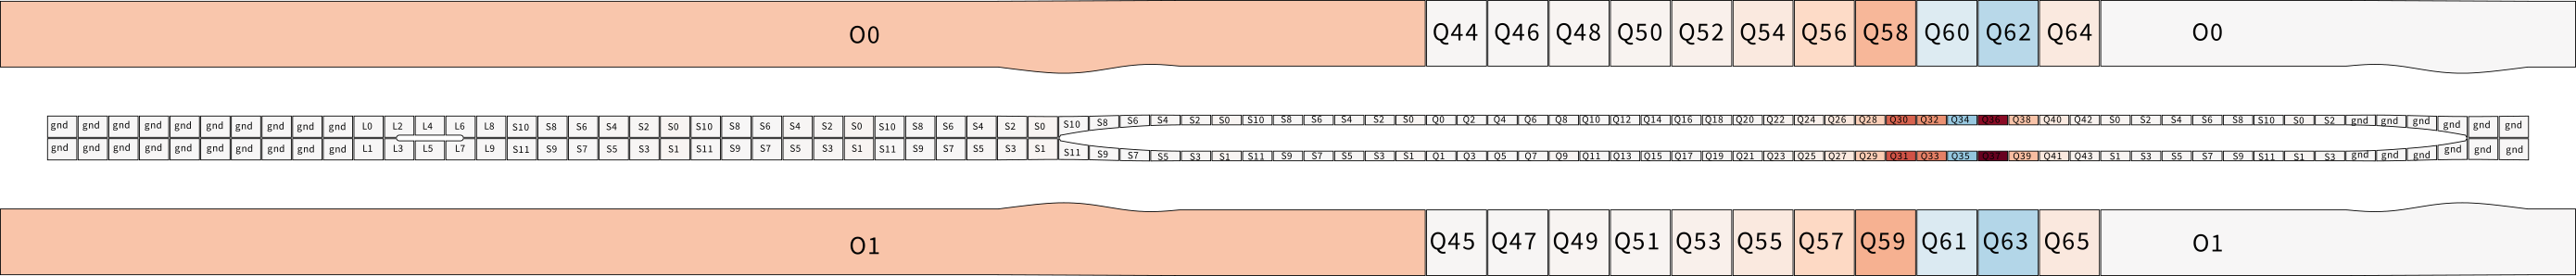 O0 Q44 Q46 Q48 Q50 Q52 Q54 Q56 Q58 Q60 Q62 Q64 O0
gnd gnd gnd gnd gnd gnd gnd gnd gnd gnd L0 L2 L4 L6 L8 S10 S8 S6 S4 S2 S0 S10 S8 S6 S4 S2 S0 S10 S8 S6 S4 S2 S0 S10 S8 S6 S4 S2 S0 S10 S8 S6 S4 S2 S0 Q0 Q2 Q4 Q6 Q8 Q10 Q12 Q14 Q16 Q18 Q20 Q22 Q24 Q26 Q28 Q30 Q32 Q34 Q36 Q38 Q40 Q42 S0 S2 S4 S6 S8 S10 S0 S2 gnd gnd gnd gnd gnd gnd
gnd gnd gnd gnd gnd gnd gnd gnd gnd gnd L1 L3 L5 L7 L9 S11 S9 S7 S5 S3 S1 S11 S9 S7 S5 S3 S1 S11 S9 S7 S5 S3 S1 S11 S9 S7 S5 S3 S1 S11 S9 S7 S5 S3 S1 Q1 Q3 Q5 Q7 Q9 Q11 Q13 Q15 Q17 Q19 Q21 Q23 Q25 Q27 Q29 Q31 Q33 Q35 Q37 Q39 Q41 Q43 S1 S3 S5 S7 S9 S11 S1 S3 gnd gnd gnd gnd gnd gnd
O1 Q45 Q47 Q49 Q51 Q53 Q55 Q57 Q59 Q61 Q63 Q65 O1